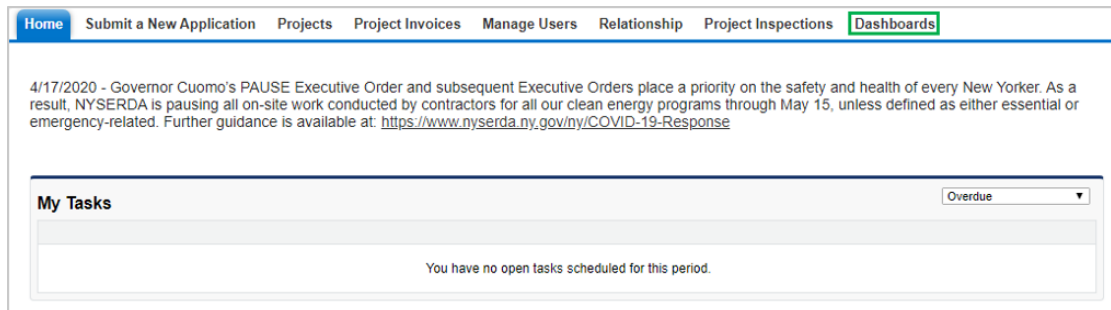 Home Submit a New Application Projects Project Invoices Manage Users Relationship Project Inspections Dashboards
4/17/2020 - Governor Cuomo's PAUSE Executive Order and subsequent Executive Orders place a priority on the safety and health of every New Yorker. As a
result, NYSERDA is pausing all on-site work conducted by contractors for all our clean energy programs through May 15, unless defined as either essential or
emergency-related. Further guidance is available at: https://www.nyserda.ny.gov/ny/COVID-19-Response
My Tasks Overdue
You have no open tasks scheduled for this period.